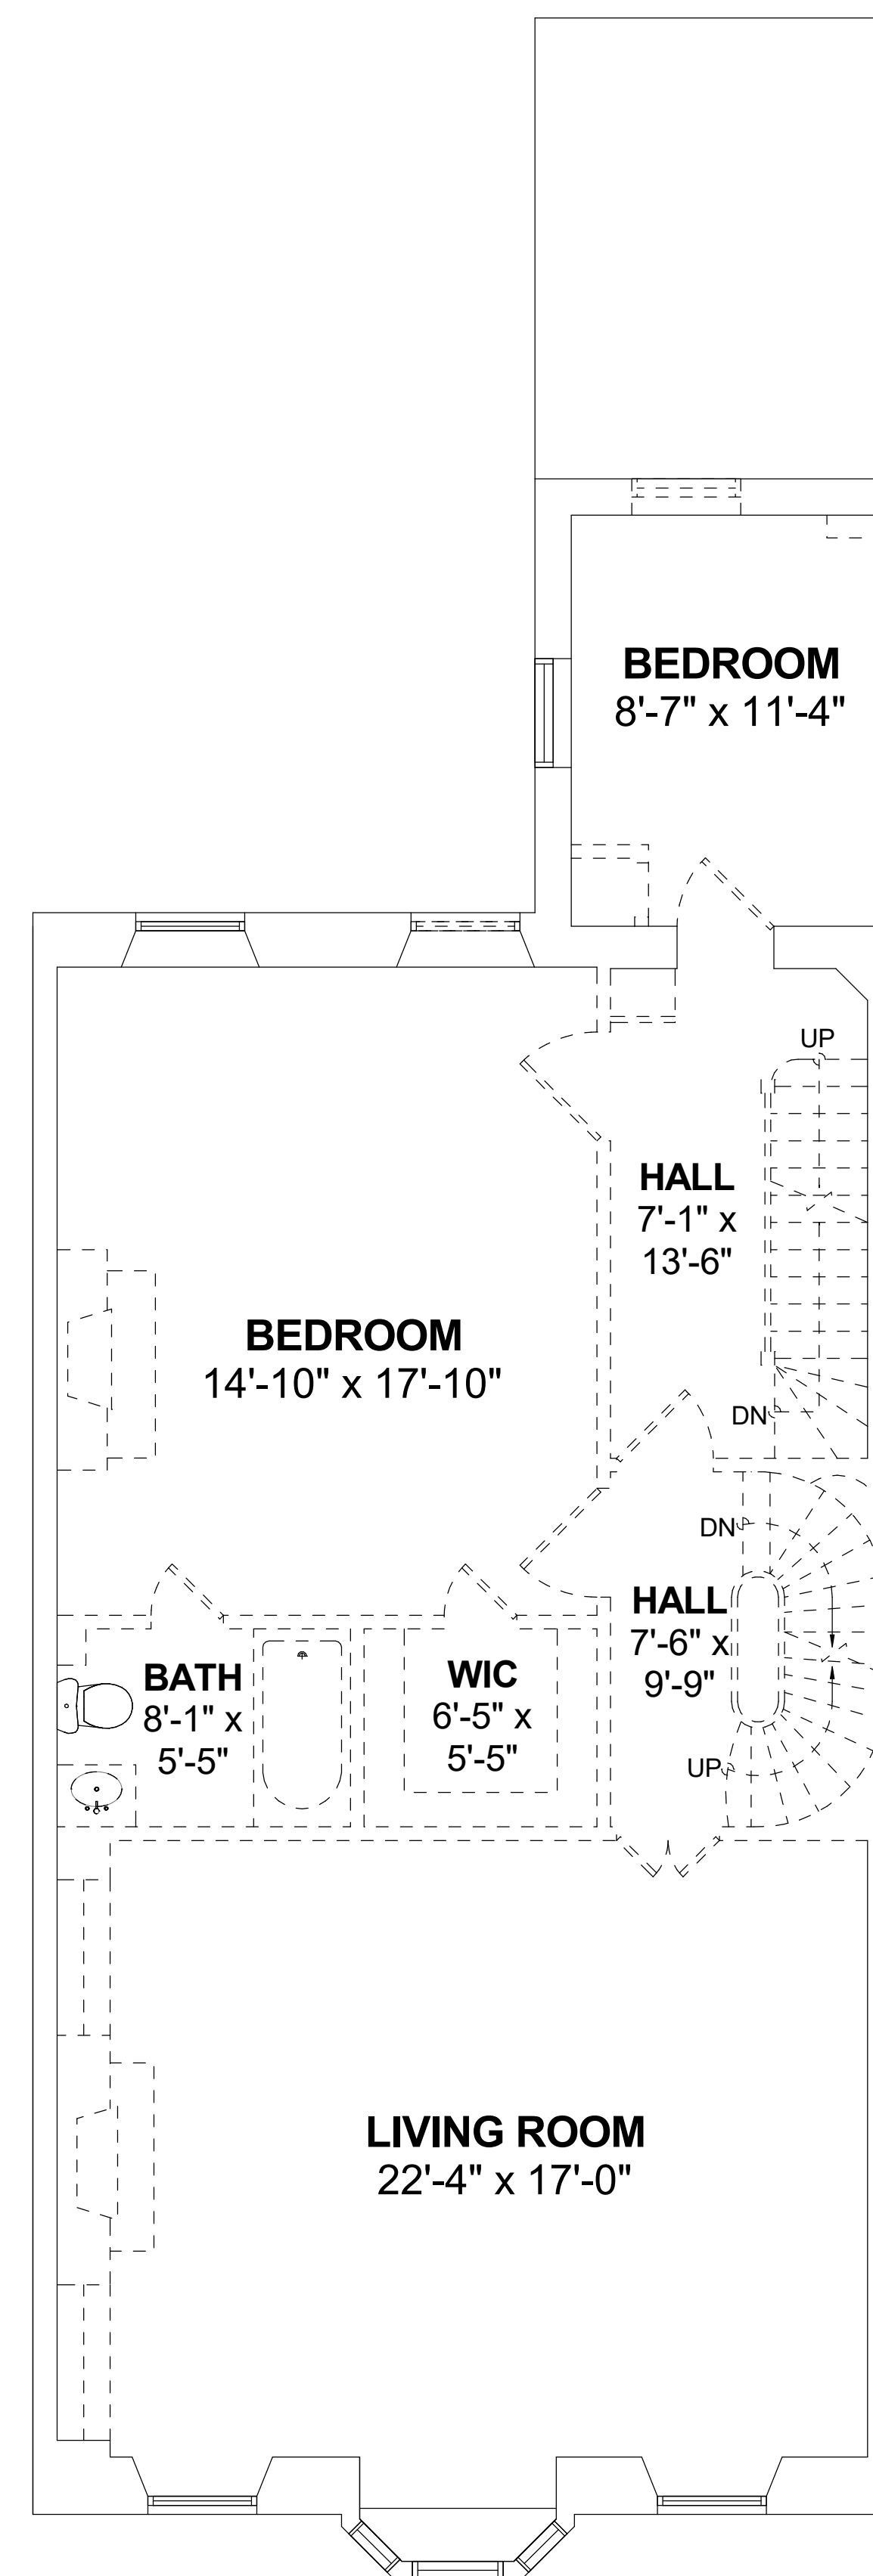 BEDROOM
8'-7" x 11'-4"
UP
HALL
7'-1" x
13'-6"
BEDROOM
14'-10" x 17'-10"
DN
DN
HALL
7'-6" x
9'-9"
BATH
8'-1" x
5'-5"
WIC
6'-5" x
5'-5"
UP
LIVING ROOM
22'-4" x 17'-0"